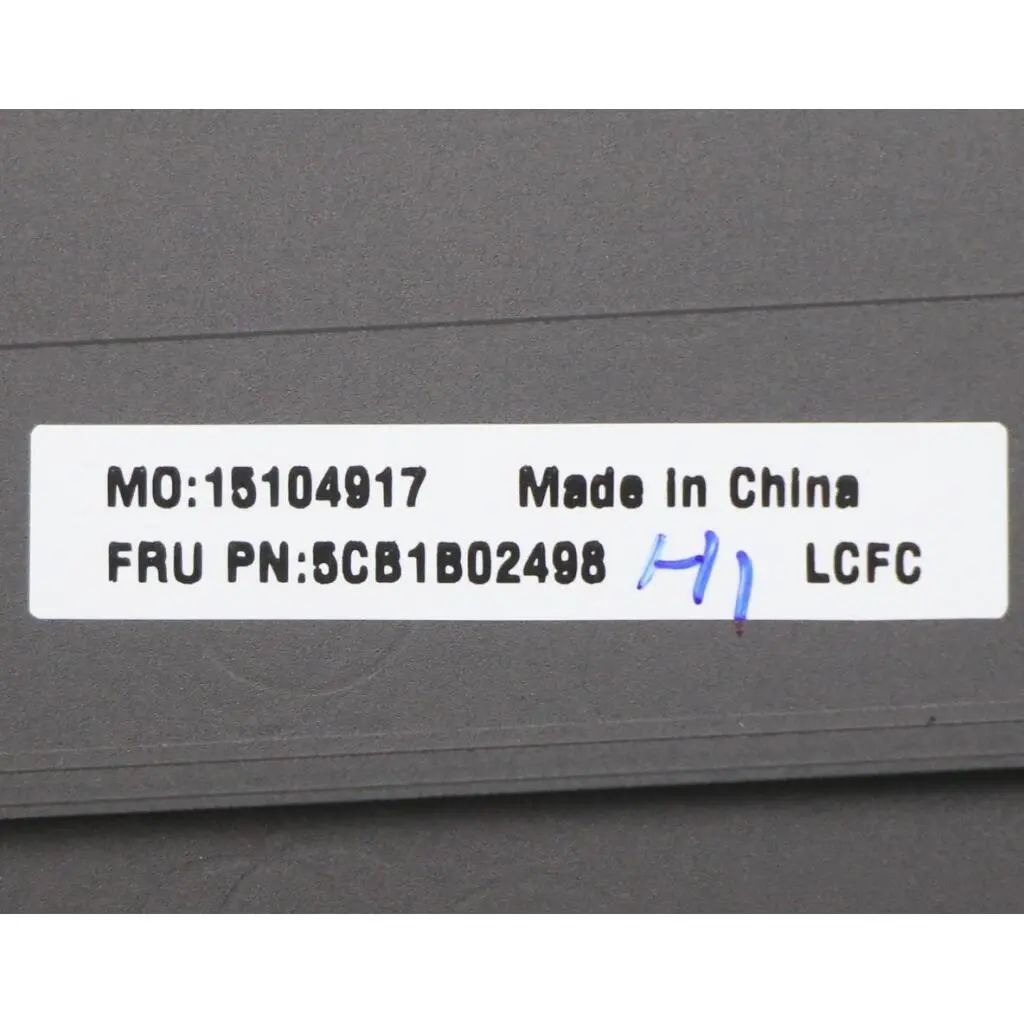 MO:15104917 Made in China
FRU PN:5CB1B02498 H1 LCFC